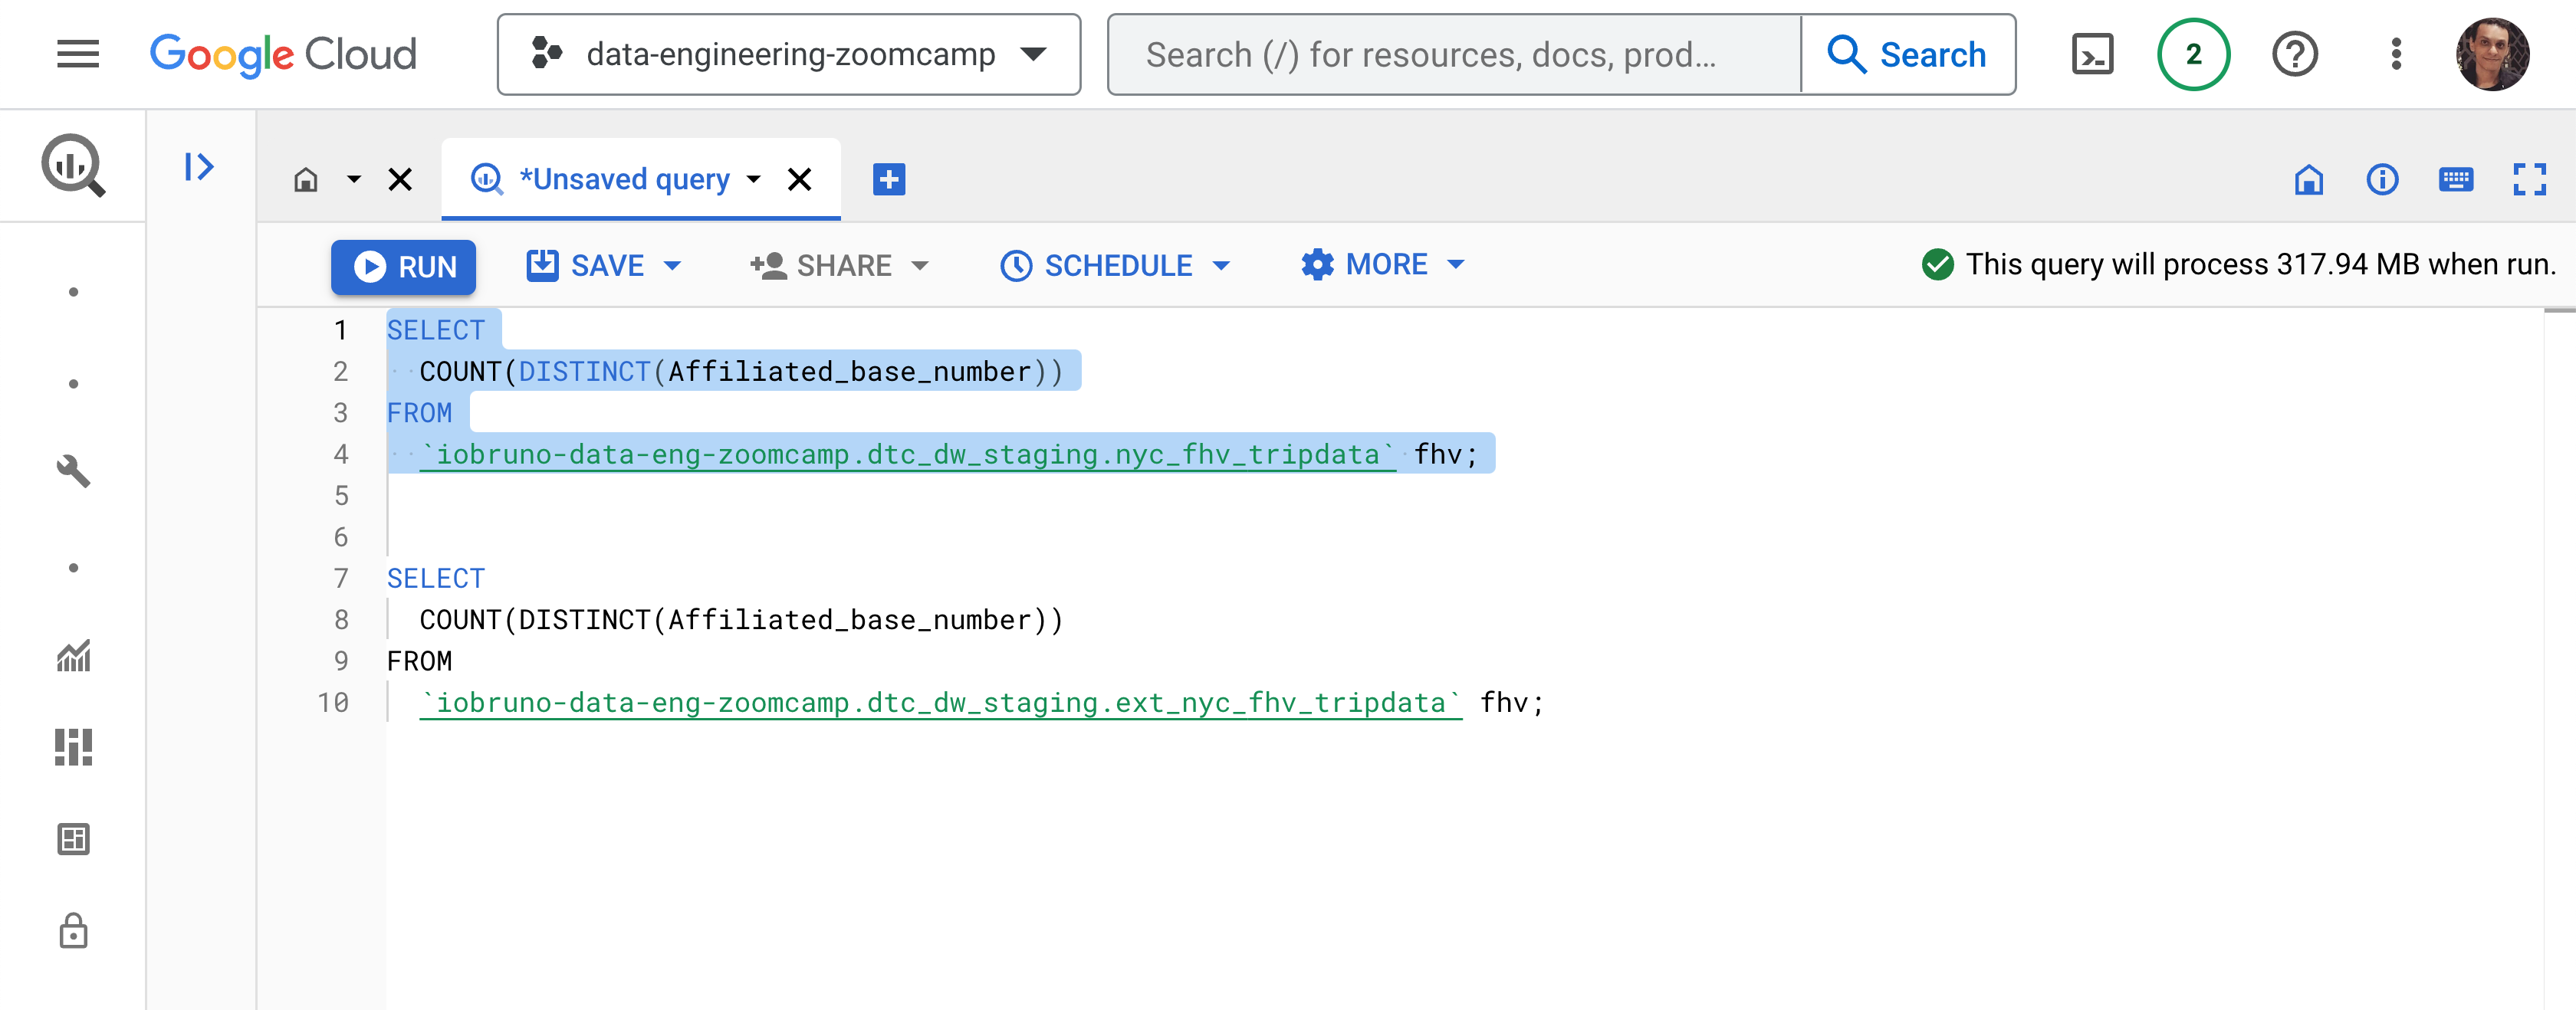 Google Cloud
data-engineering-zoomcamp
Search (/) for resources, docs, prod...
Search
2
*Unsaved query
RUN
SAVE
SHARE
SCHEDULE
MORE
This query will process 317.94 MB when run.
1 SELECT
2 COUNT(DISTINCT(Affiliated_base_number))
3 FROM
4 `iobruno-data-eng-zoomcamp.dtc_dw_staging.nyc_fhv_tripdata` fhv;
5
6
7 SELECT
8 COUNT(DISTINCT(Affiliated_base_number))
9 FROM
10 `iobruno-data-eng-zoomcamp.dtc_dw_staging.ext_nyc_fhv_tripdata` fhv;